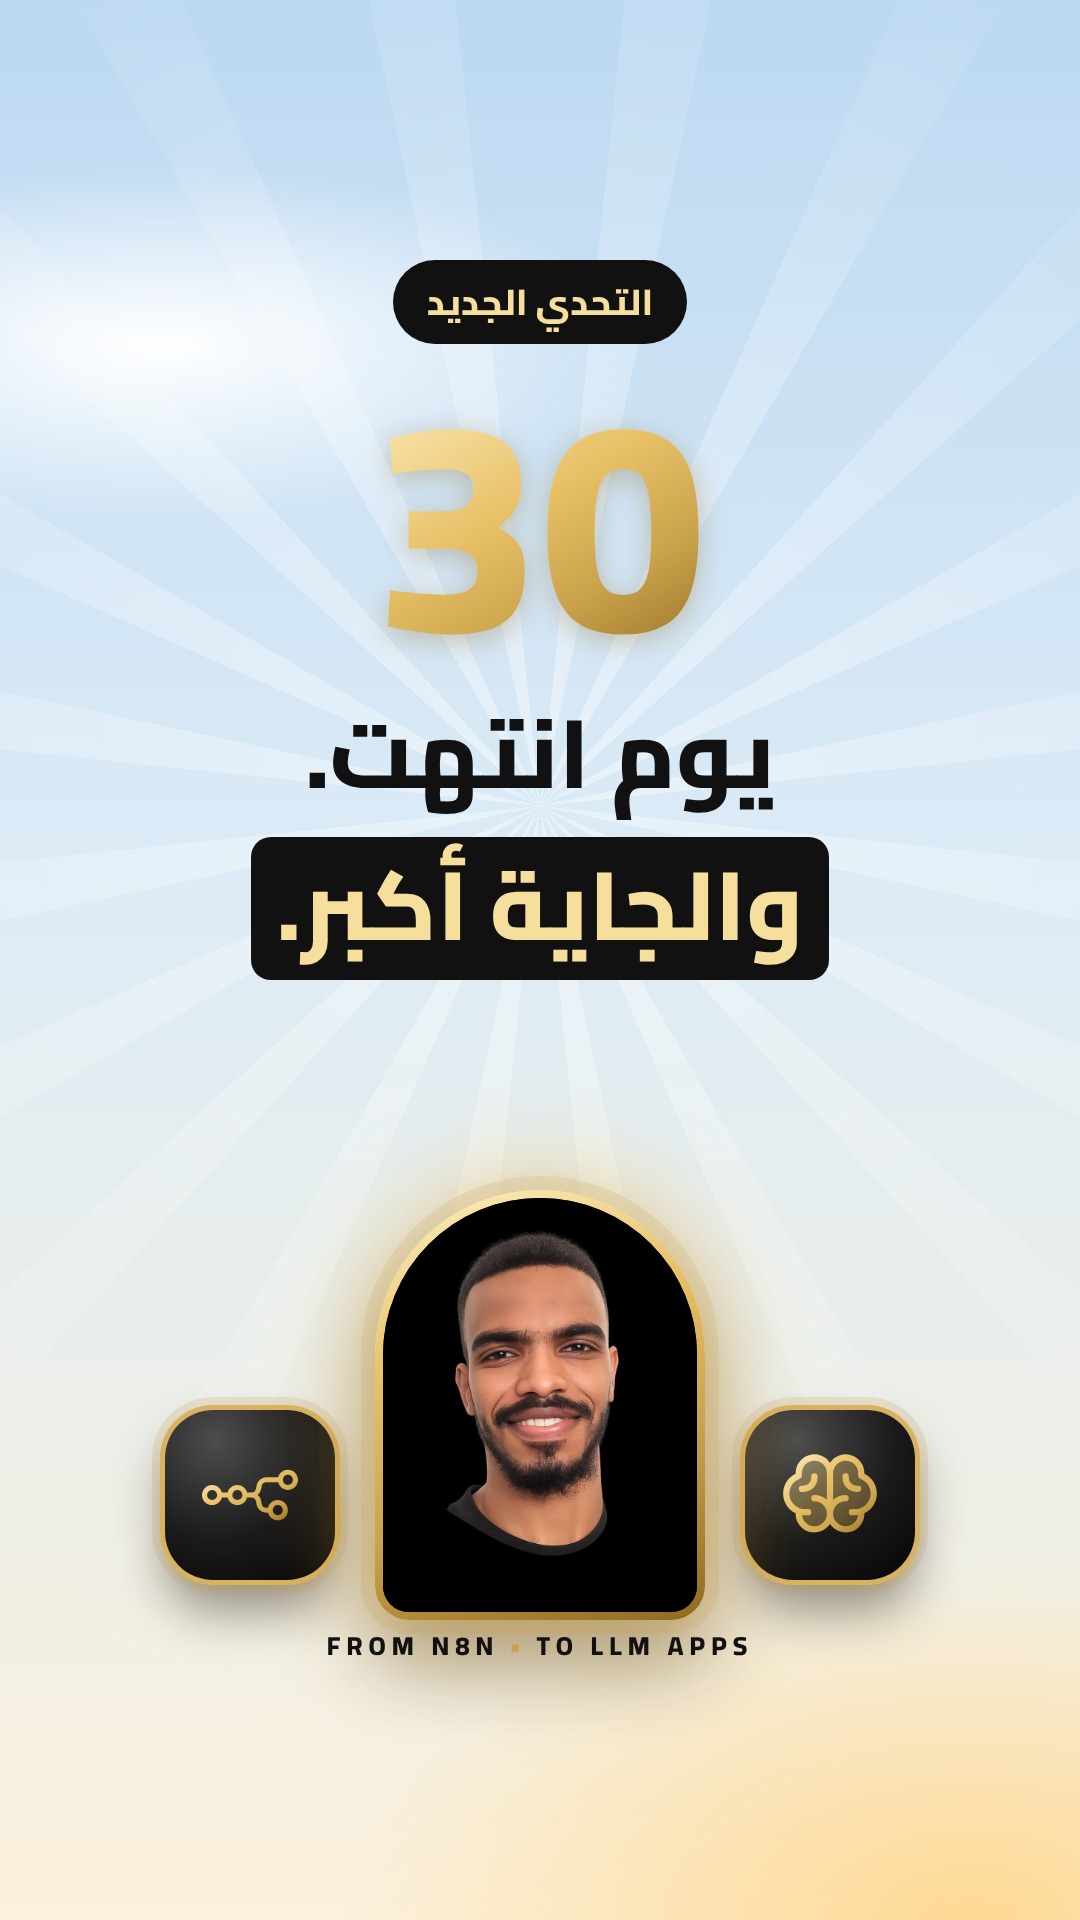 التحدي الجديد
30
يوم انتهت.
والجاية أكبر.
FROM N8N · TO LLM APPS